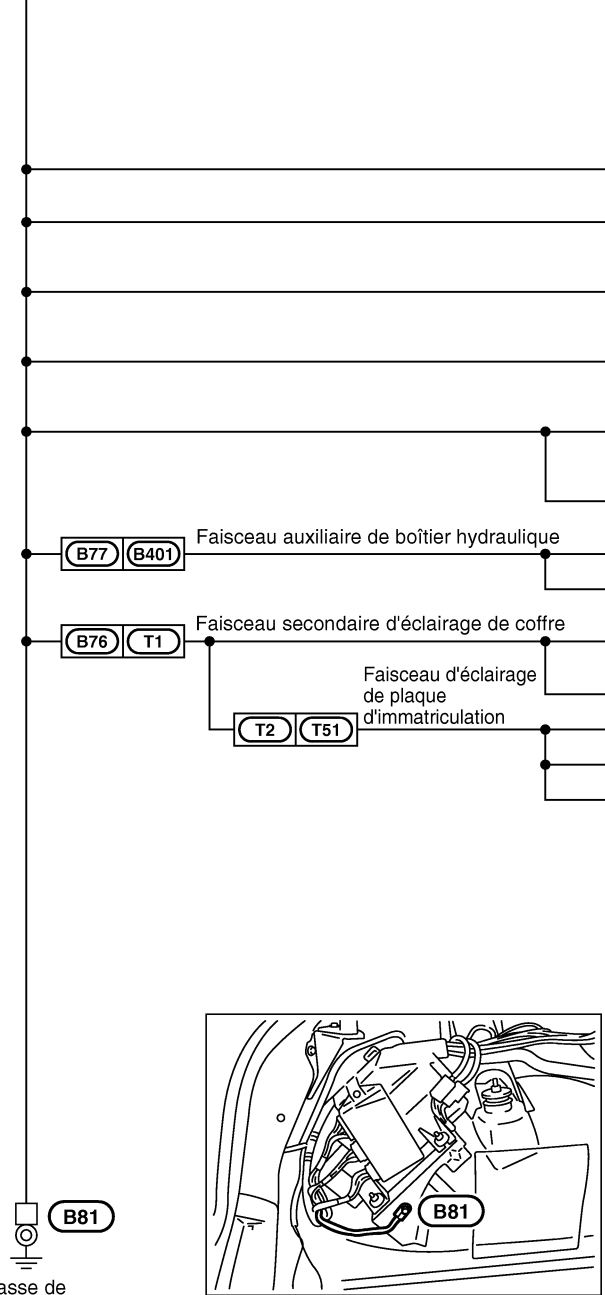 Faisceau auxiliaire de boîtier hydraulique
B77 B401
Faisceau secondaire d'éclairage de coffre
B76 T1
Faisceau d'éclairage
de plaque
d'immatriculation
T2 T51
B81
B81
asse de